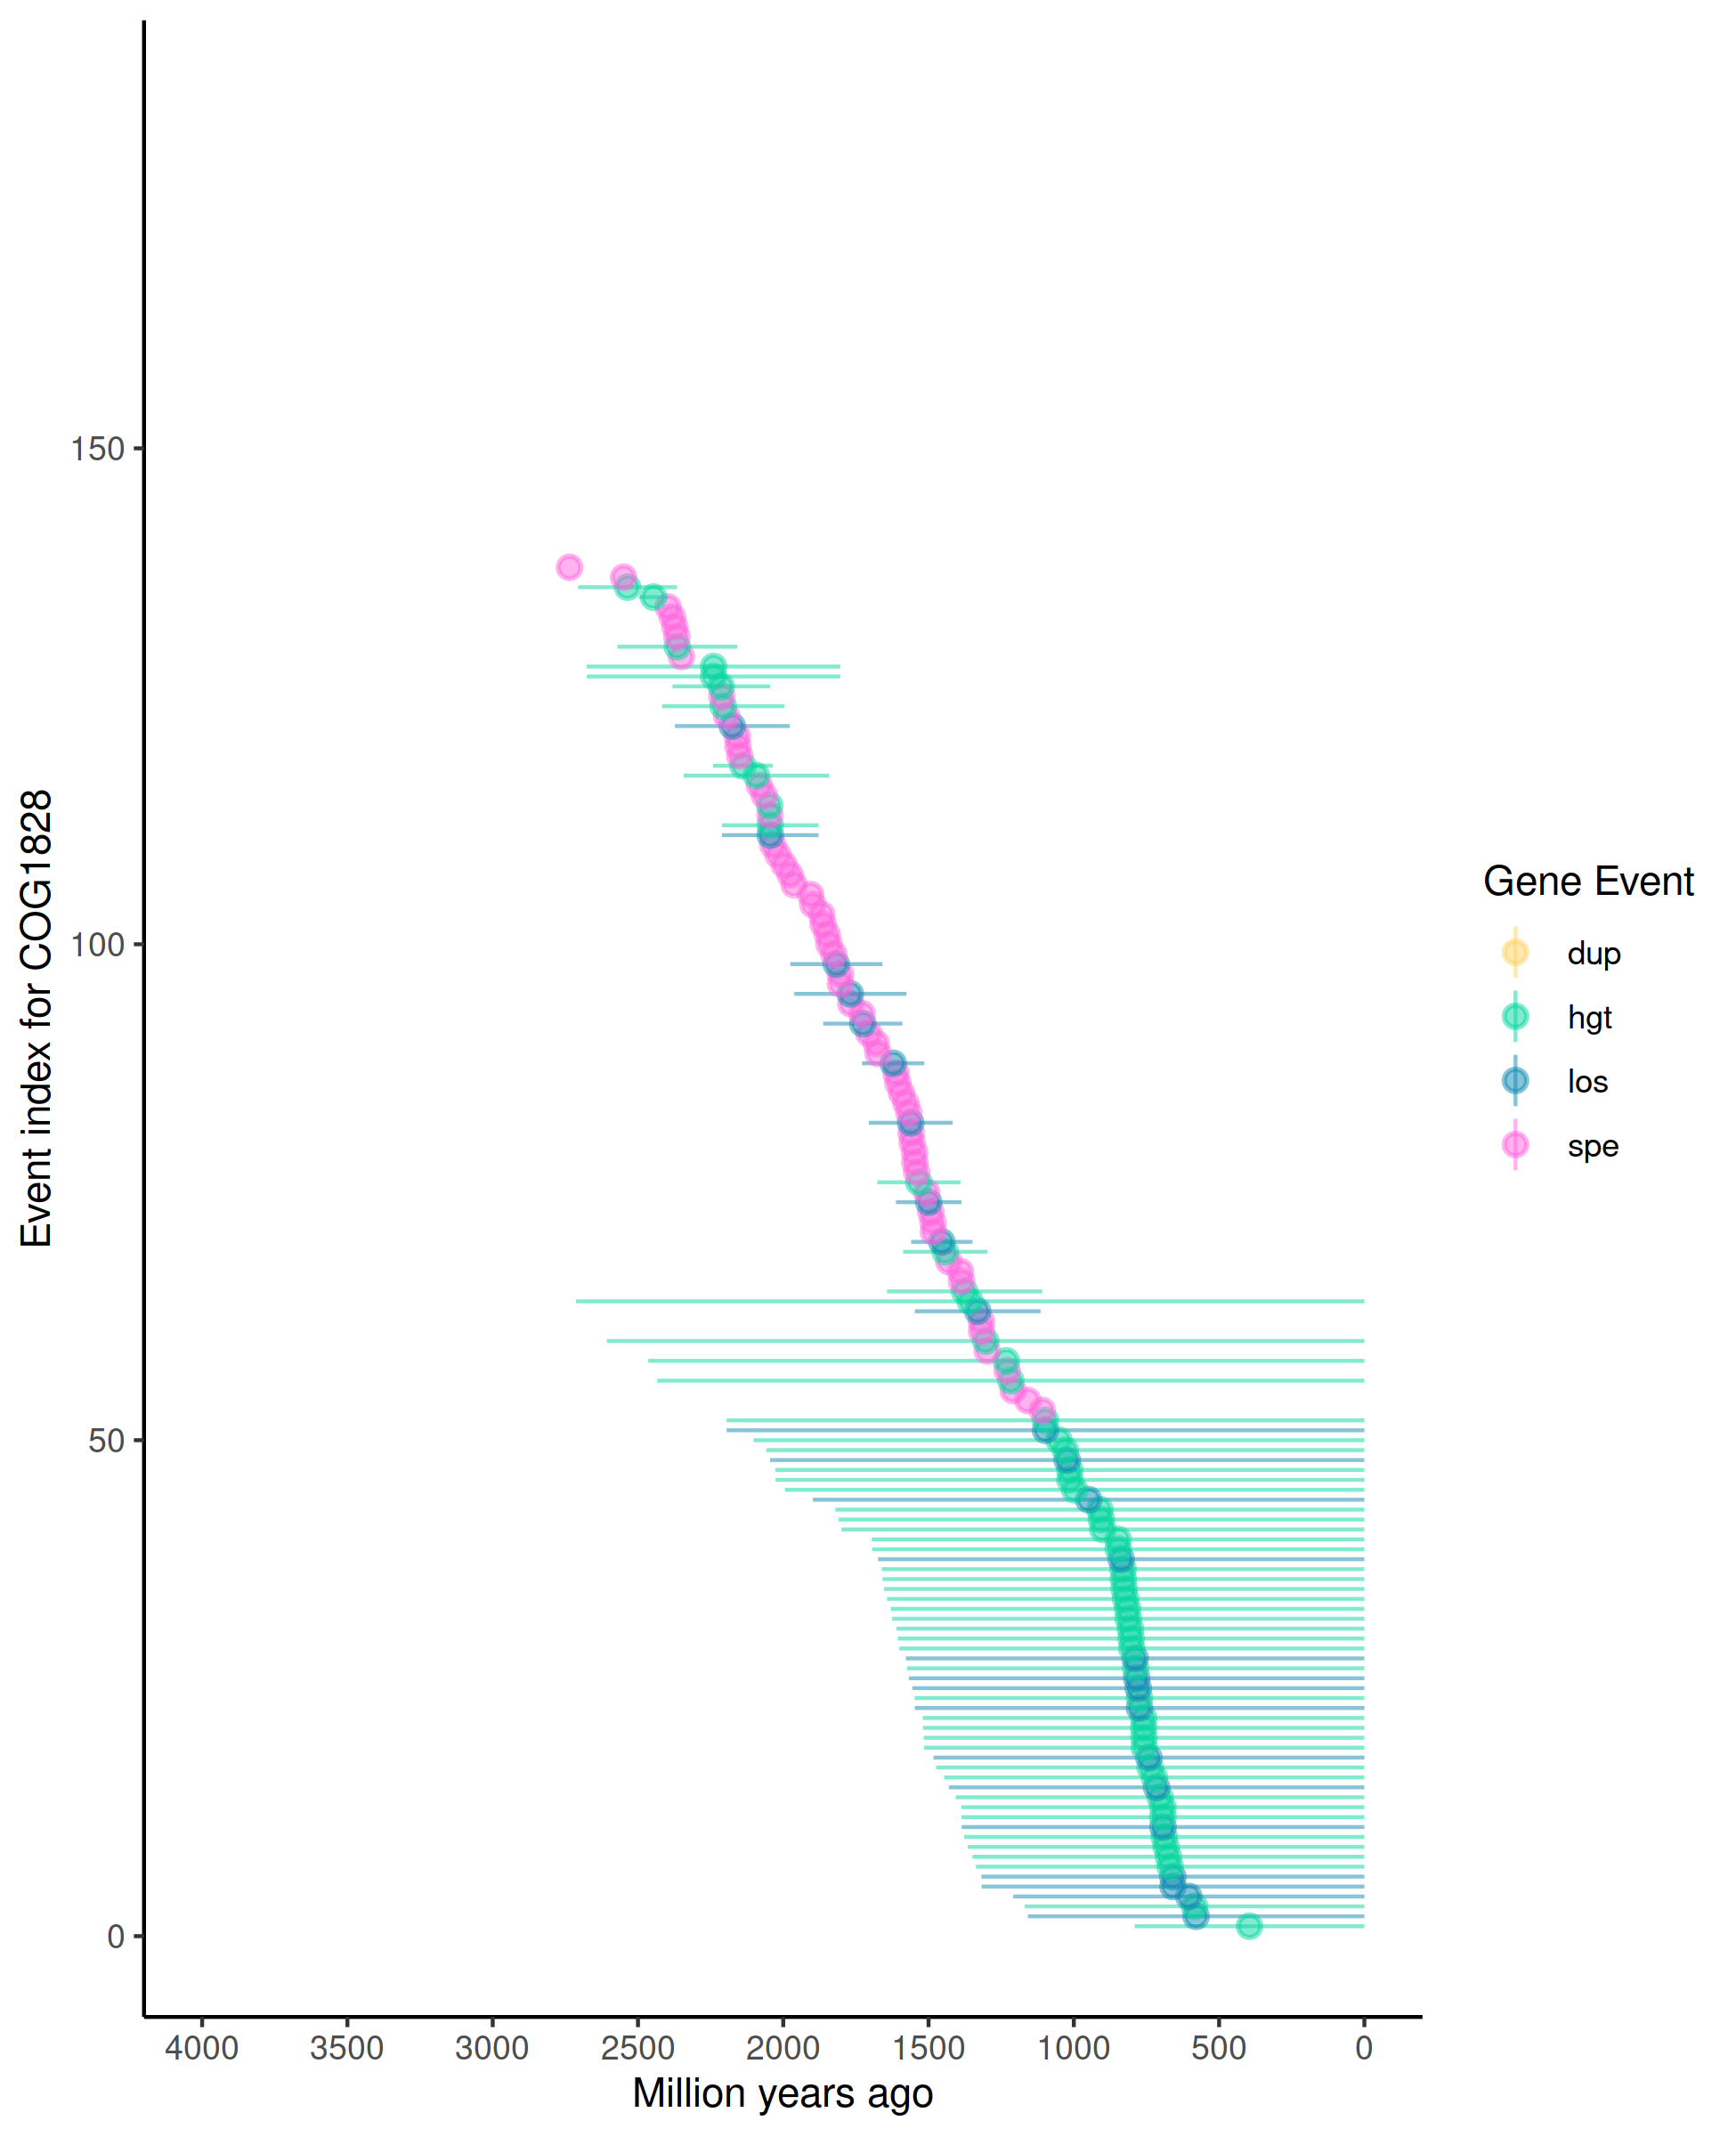 Event index for COG1828
150
100
50
0
4000 3500 3000 2500 2000 1500 1000 500 0
Million years ago
Gene Event
dup
hgt
los
spe